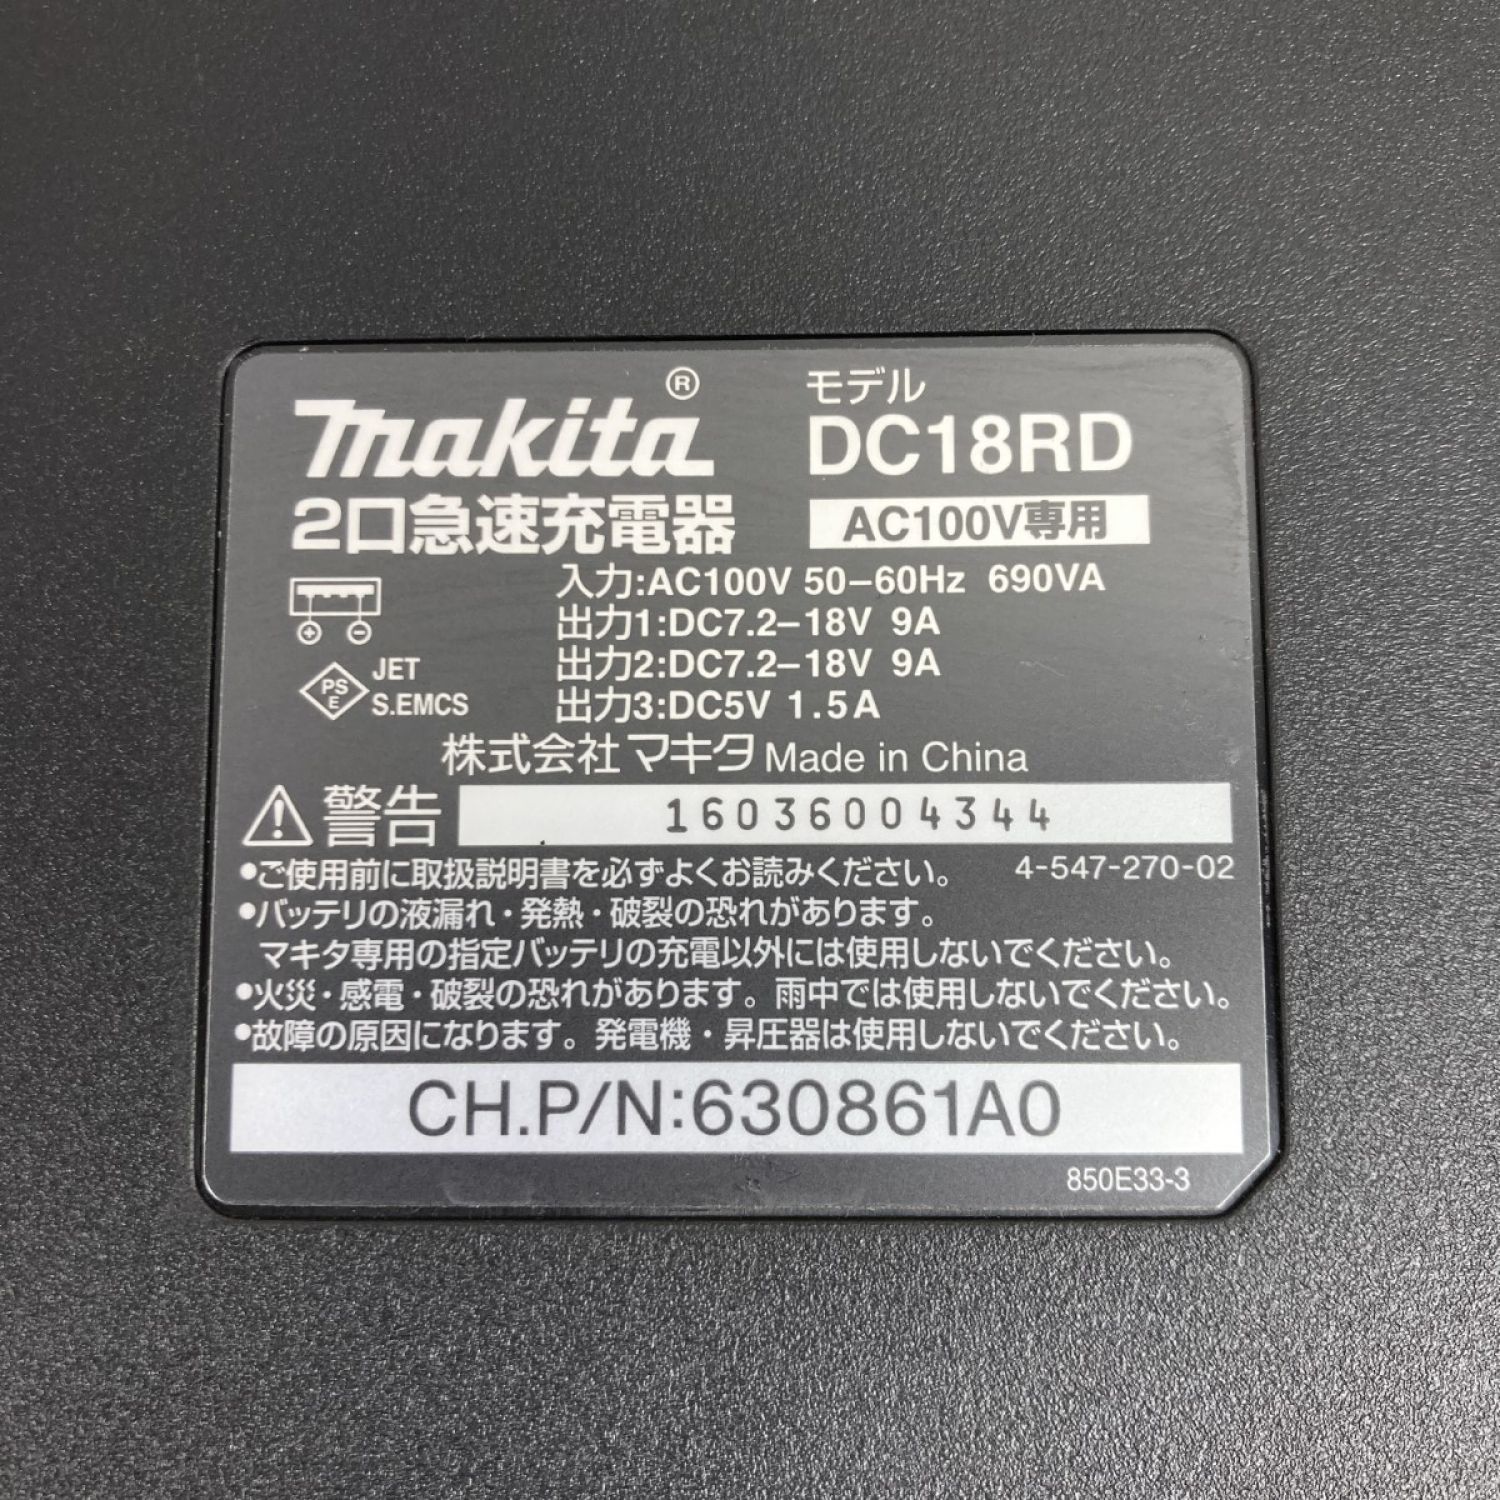 makita®
モデル
DC18RD
2口急速充電器
AC100V専用
入力:AC100V 50–60Hz 690VA
出力1:DC7.2–18V 9A
出力2:DC7.2–18V 9A
出力3:DC5V 1.5A
PS
E
JET
S.EMCS
株式会社マキタ Made in China
警告
16036004344
●ご使用前に取扱説明書を必ずよくお読みください。 4-547-270-02
●バッテリの液漏れ・発熱・破裂の恐れがあります。
マキタ専用の指定バッテリの充電以外には使用しないでください。
●火災・感電・破裂の恐れがあります。雨中では使用しないでください。
●故障の原因になります。発電機・昇圧器は使用しないでください。
CH.P/N:630861A0
850E33-3